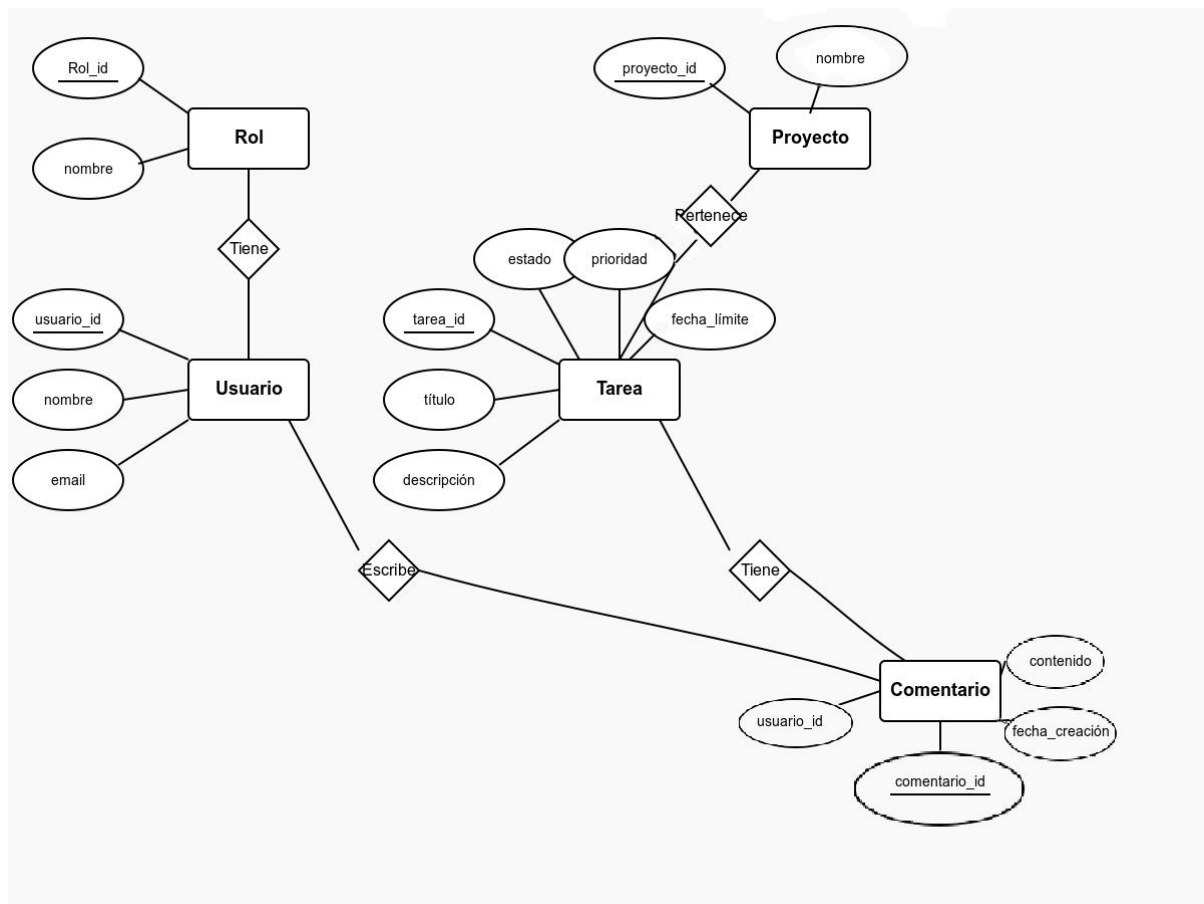 Rol_id
nombre
Rol
Tiene
proyecto_id
nombre
Proyecto
Pertenece
estado
prioridad
usuario_id
tarea_id
fecha_límite
nombre
Usuario
título
Tarea
email
descripción
Escribe
Tiene
contenido
Comentario
usuario_id
fecha_creación
comentario_id